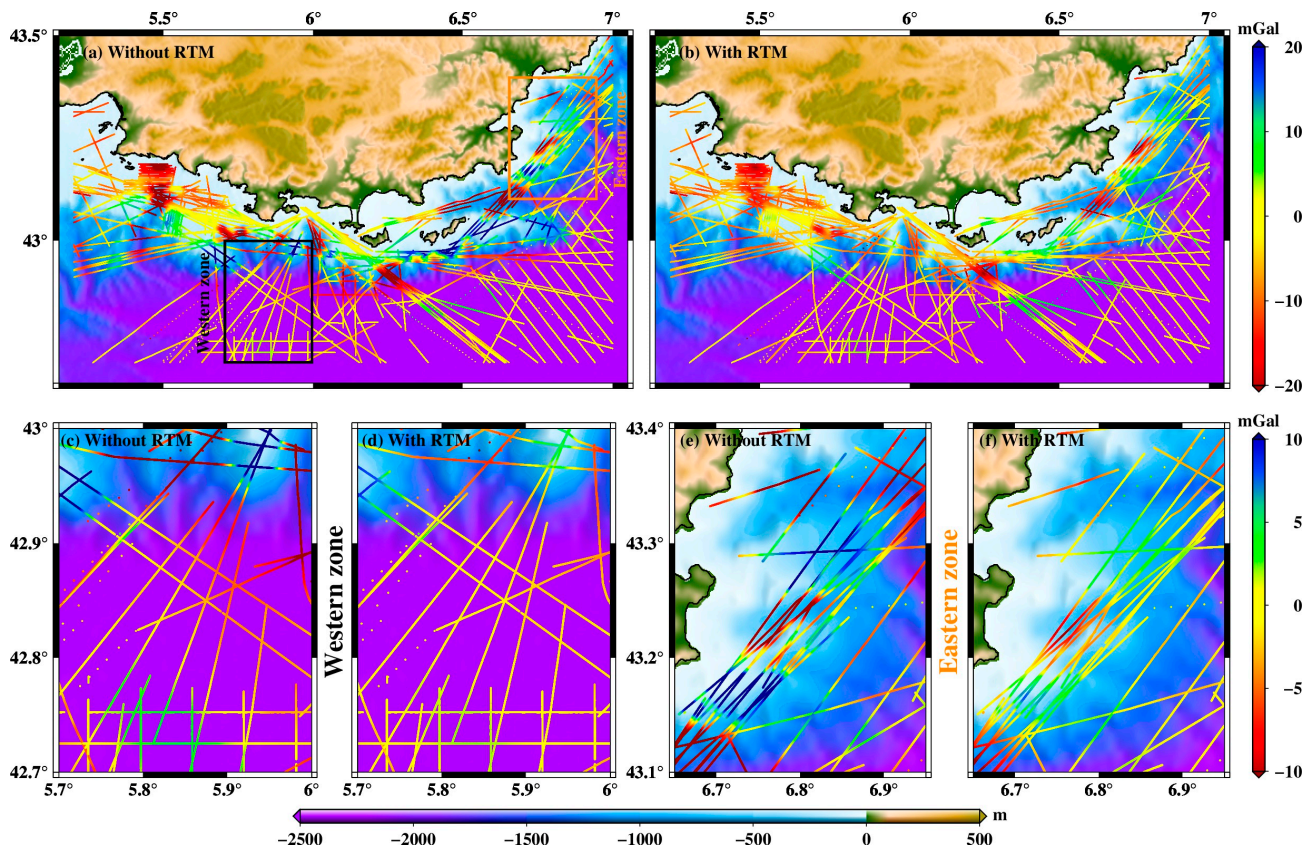 5.5° 6° 6.5° 7° 5.5° 6° 6.5° 7°
mGal
43.5°
(a) Without RTM
(b) With RTM
20
Eastern zone
10
43°
0
Western zone
−10
−20
mGal
43°
(c) Without RTM
(d) With RTM
43.4°
(e) Without RTM
(f) With RTM
10
42.9°
43.3°
5
Western zone
Eastern zone
0
42.8°
43.2°
−5
42.7°
43.1°
−10
5.7° 5.8° 5.9° 6° 5.7° 5.8° 5.9° 6° 6.7° 6.8° 6.9° 6.7° 6.8° 6.9°
m
−2500 −2000 −1500 −1000 −500 0 500